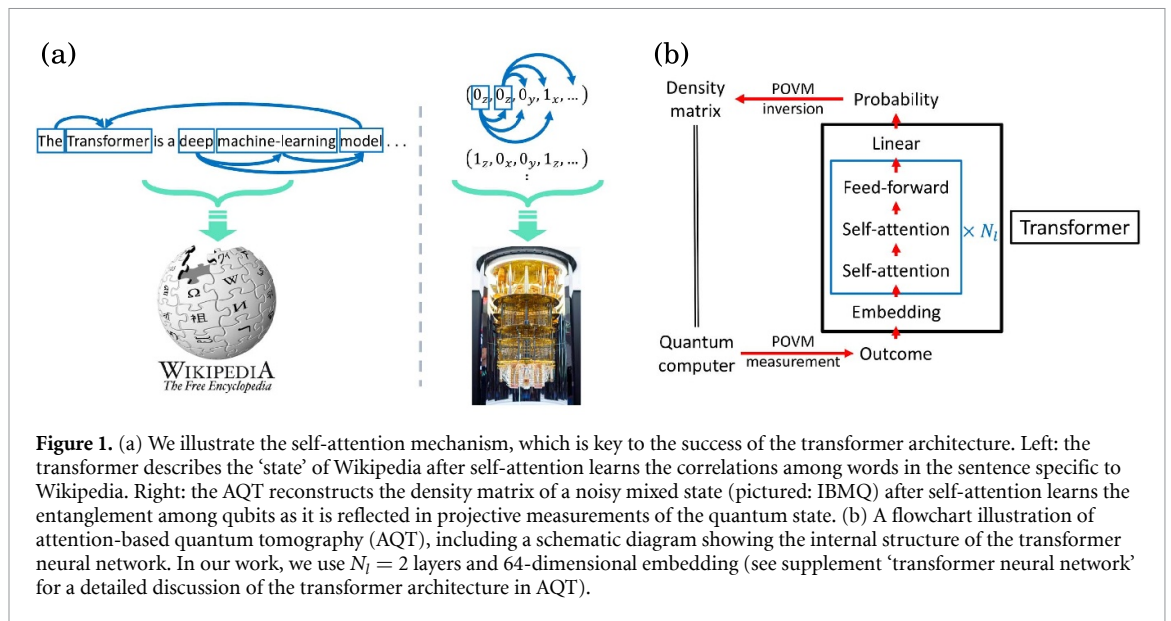 (a)
The Transformer is a deep machine-learning model . . .
(0z, 0z, 0y, 1x, ...)
(1z, 0x, 0y, 1z, ...)
:
Ω
W
И
祖
WIKIPEDIA
The Free Encyclopedia
(b)
Density matrix
POVM inversion
Probability
Linear
Feed-forward
Self-attention
Self-attention
× Nl
Transformer
Embedding
Quantum computer
POVM measurement
Outcome
Figure 1. (a) We illustrate the self-attention mechanism, which is key to the success of the transformer architecture. Left: the
transformer describes the ‘state’ of Wikipedia after self-attention learns the correlations among words in the sentence specific to
Wikipedia. Right: the AQT reconstructs the density matrix of a noisy mixed state (pictured: IBMQ) after self-attention learns the
entanglement among qubits as it is reflected in projective measurements of the quantum state. (b) A flowchart illustration of
attention-based quantum tomography (AQT), including a schematic diagram showing the internal structure of the transformer
neural network. In our work, we use Nl = 2 layers and 64-dimensional embedding (see supplement ‘transformer neural network’
for a detailed discussion of the transformer architecture in AQT).